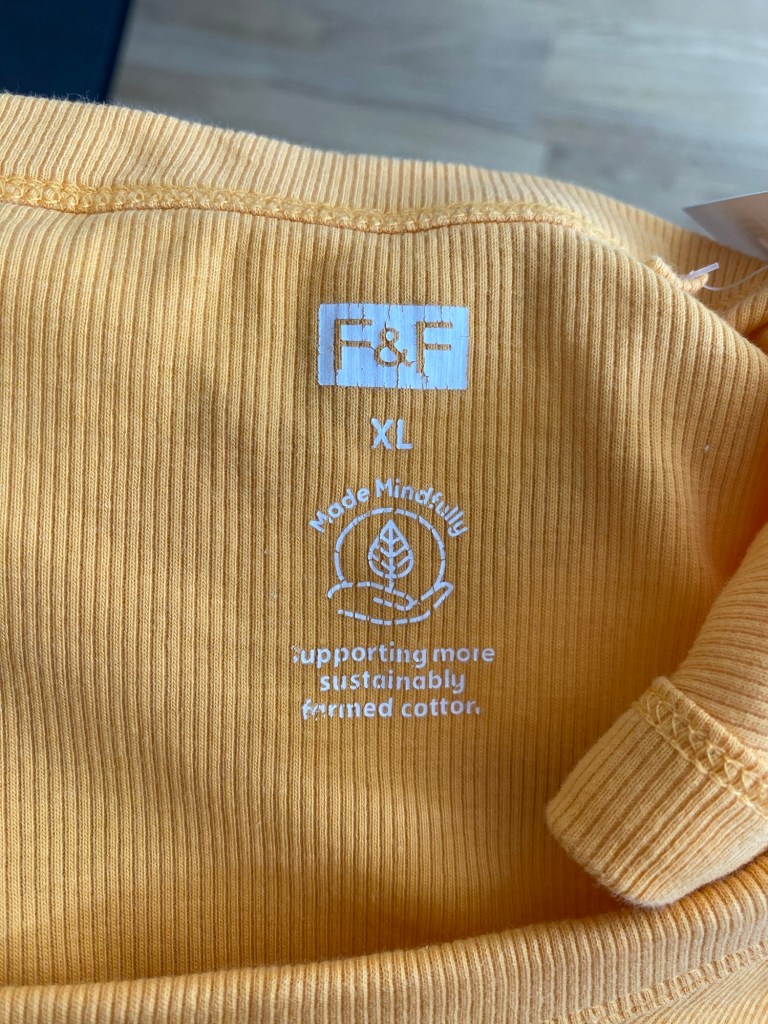 F&F
XL
Made Mindfully
Supporting more
sustainably
farmed cotton.